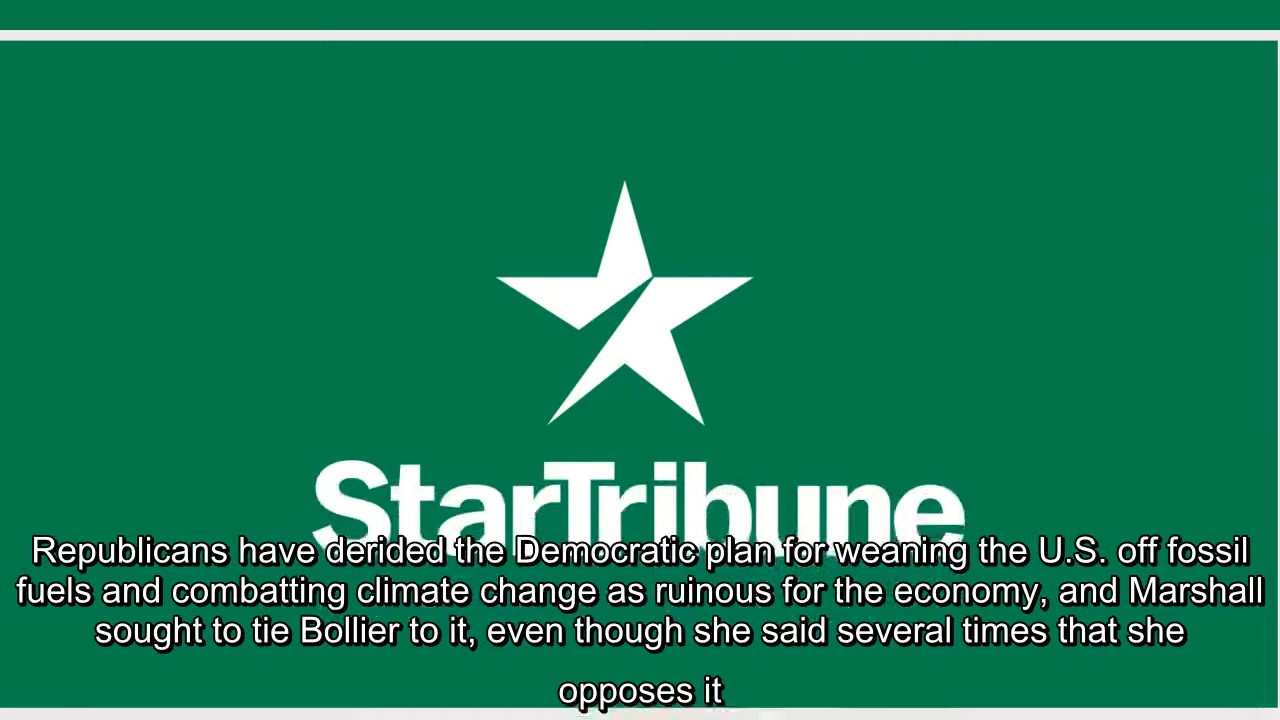 StarTribune
Republicans have derided the Democratic plan for weaning the U.S. off fossil
fuels and combatting climate change as ruinous for the economy, and Marshall
sought to tie Bollier to it, even though she said several times that she
opposes it